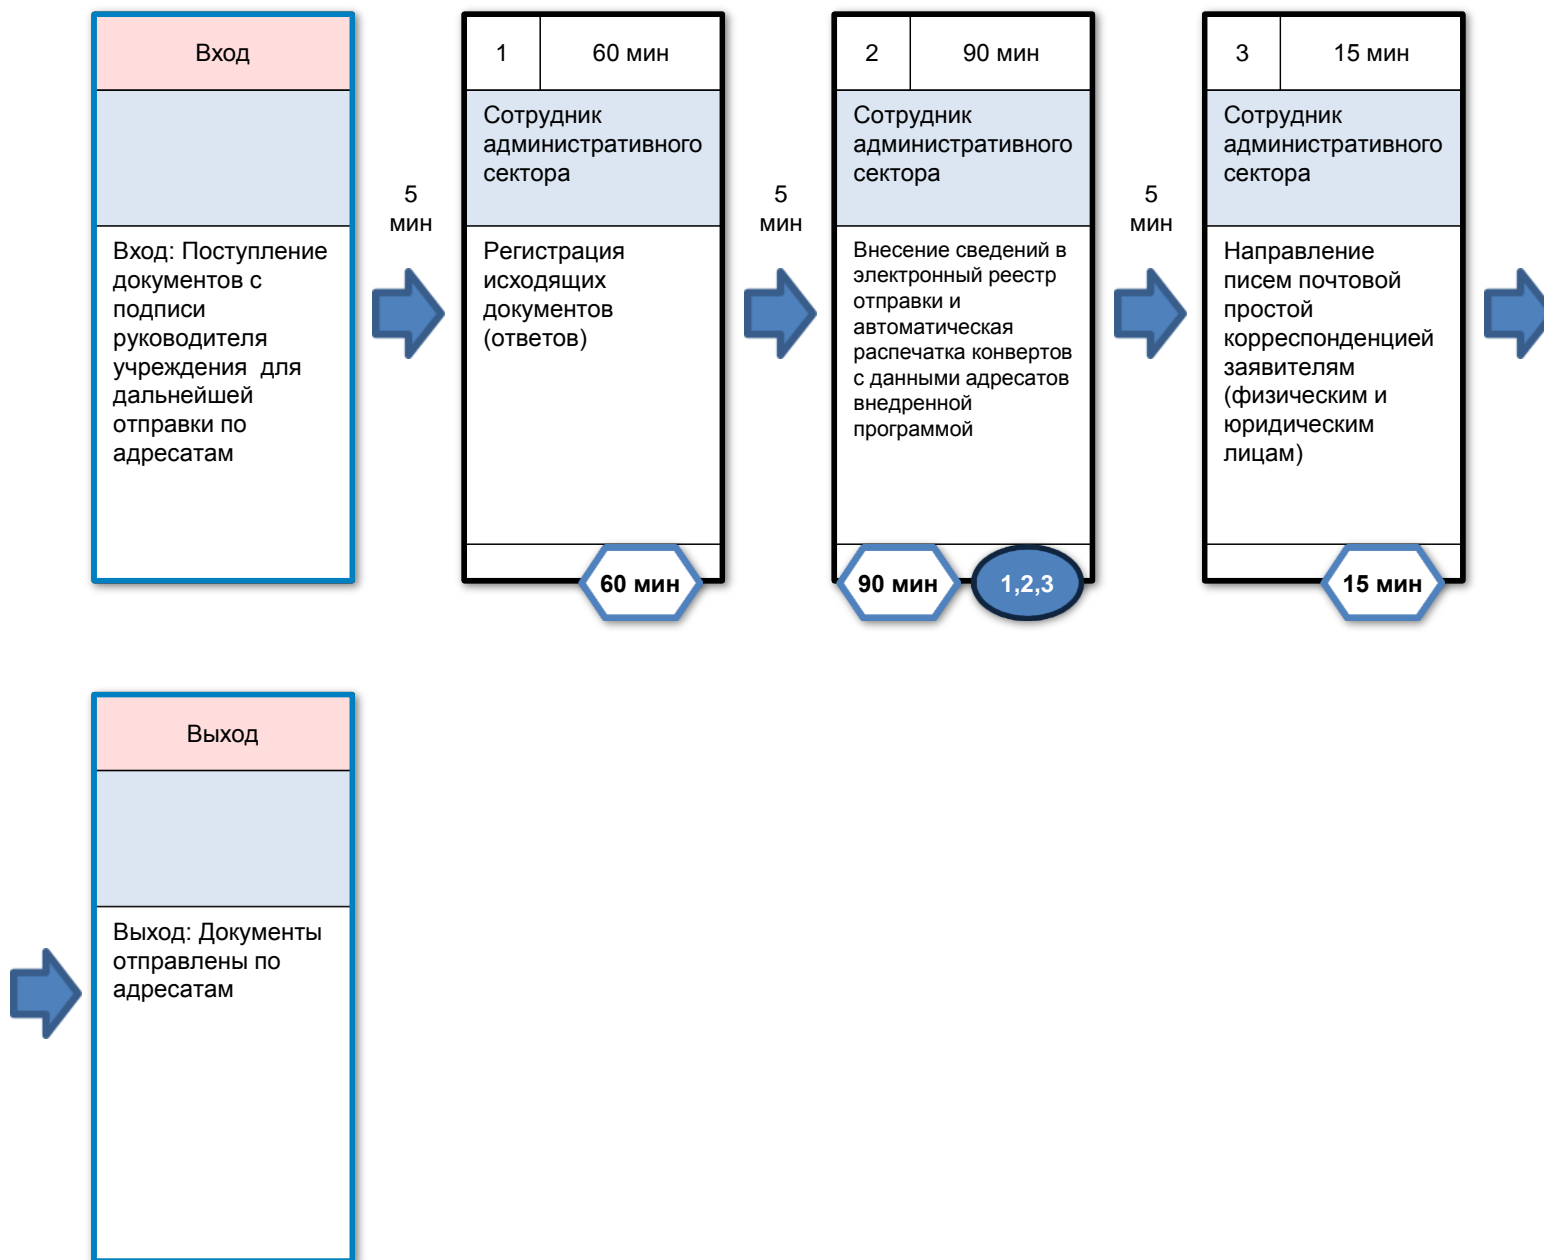 Вход
Вход: Поступление
документов с
подписи
руководителя
учреждения для
дальнейшей
отправки по
адресатам
5
мин
1
60 мин
Сотрудник
административного
сектора
Регистрация
исходящих
документов
(ответов)
60 мин
5
мин
2
90 мин
Сотрудник
административного
сектора
Внесение сведений в
электронный реестр
отправки и
автоматическая
распечатка конвертов
с данными адресатов
внедренной
программой
90 мин
1,2,3
5
мин
3
15 мин
Сотрудник
административного
сектора
Направление
писем почтовой
простой
корреспонденцией
заявителям
(физическим и
юридическим
лицам)
15 мин
Выход
Выход: Документы
отправлены по
адресатам